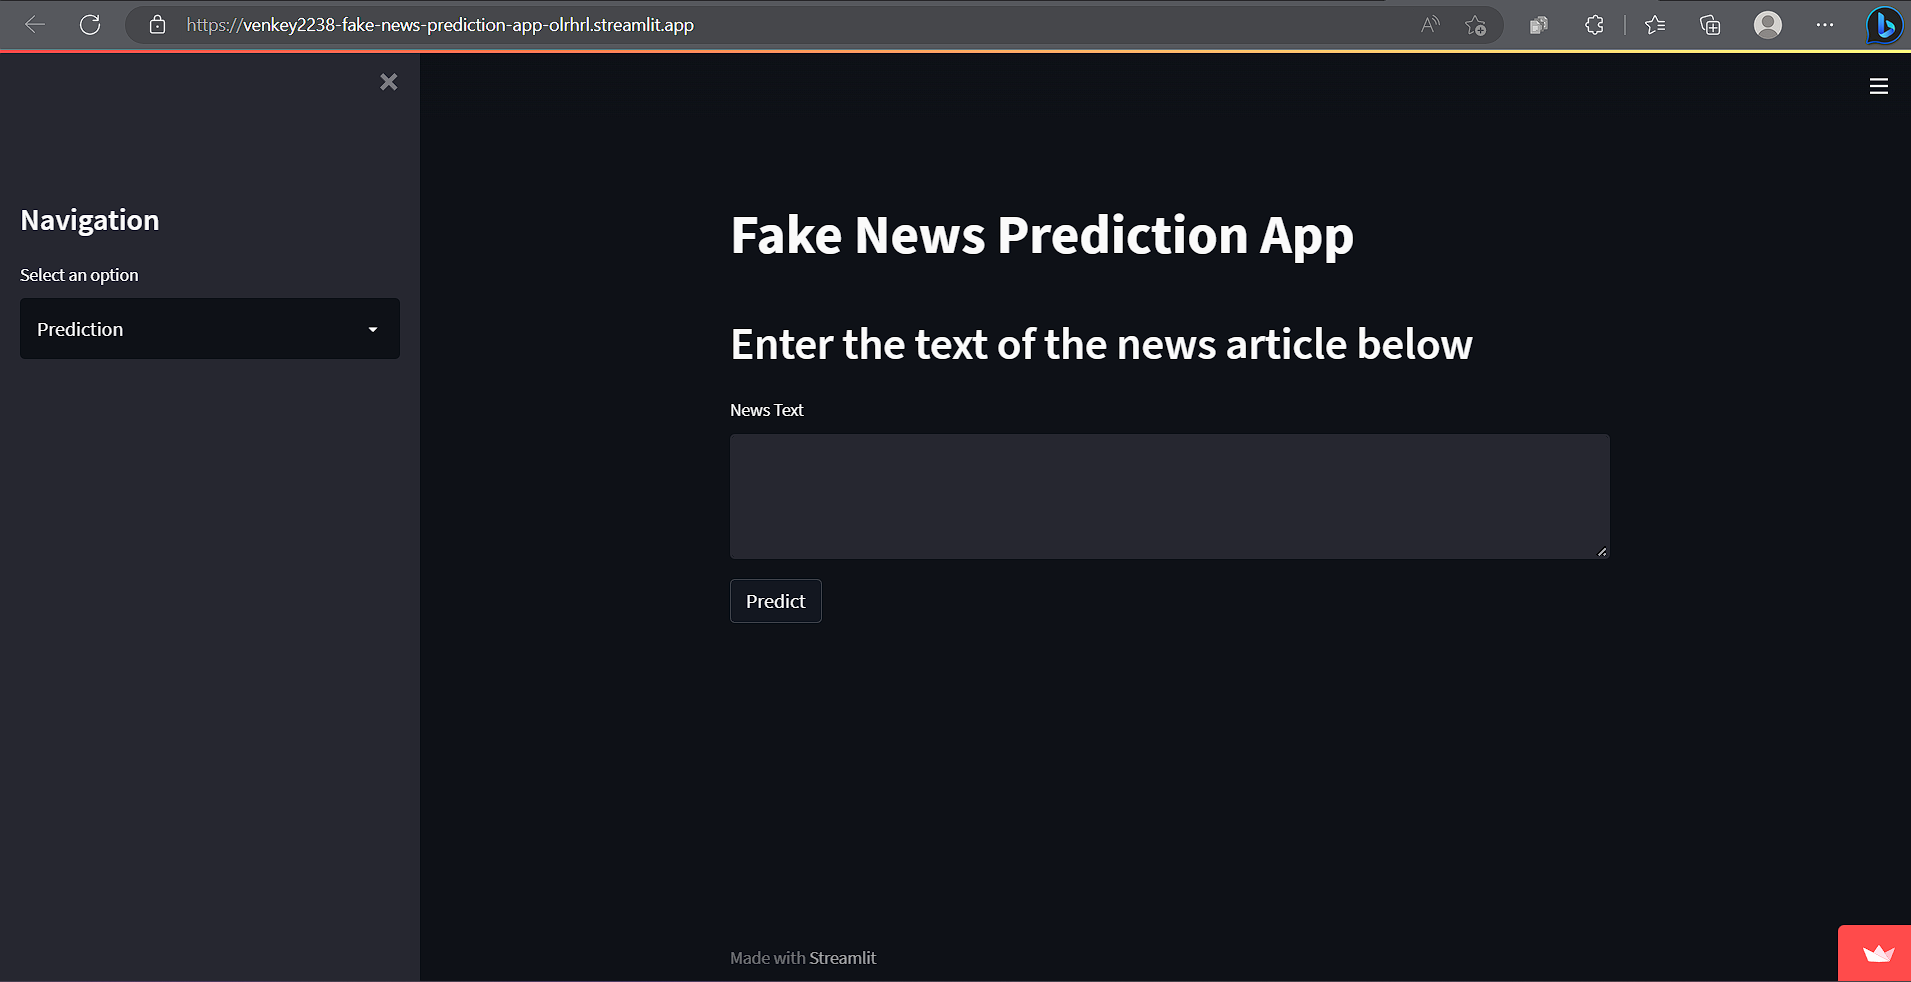 https://venkey2238-fake-news-prediction-app-olrhrl.streamlit.app
Navigation
Select an option
Prediction
Fake News Prediction App
Enter the text of the news article below
News Text
Predict
Made with Streamlit